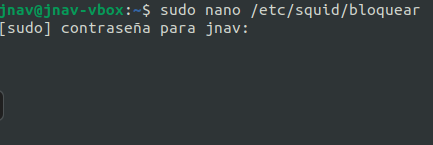 jnav@jnav-vbox:~$ sudo nano /etc/squid/bloquear
[sudo] contraseña para jnav: